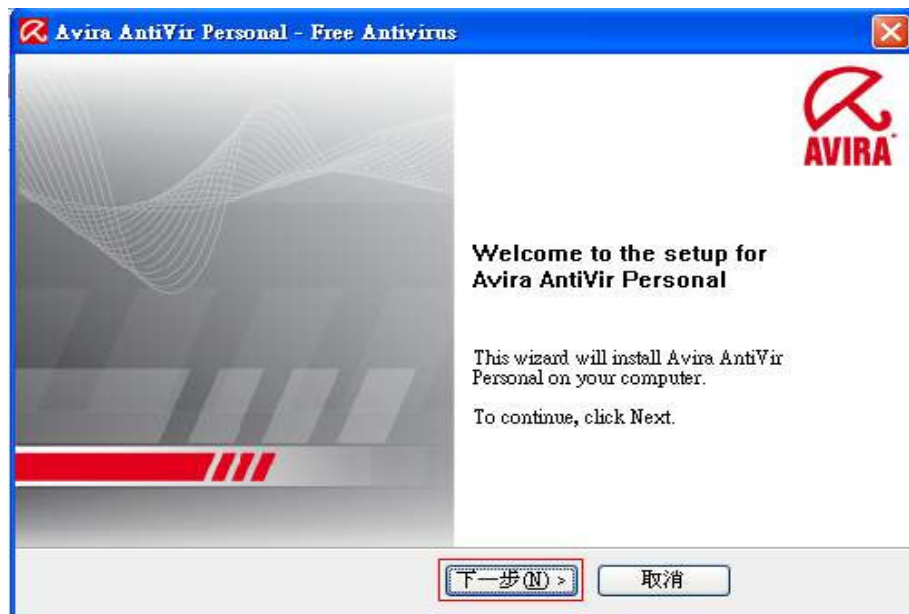 Avira AntiVir Personal - Free Antivirus
AVIRA
Welcome to the setup for
Avira AntiVir Personal
This wizard will install Avira AntiVir
Personal on your computer.
To continue, click Next.
下一步(N) >
取消